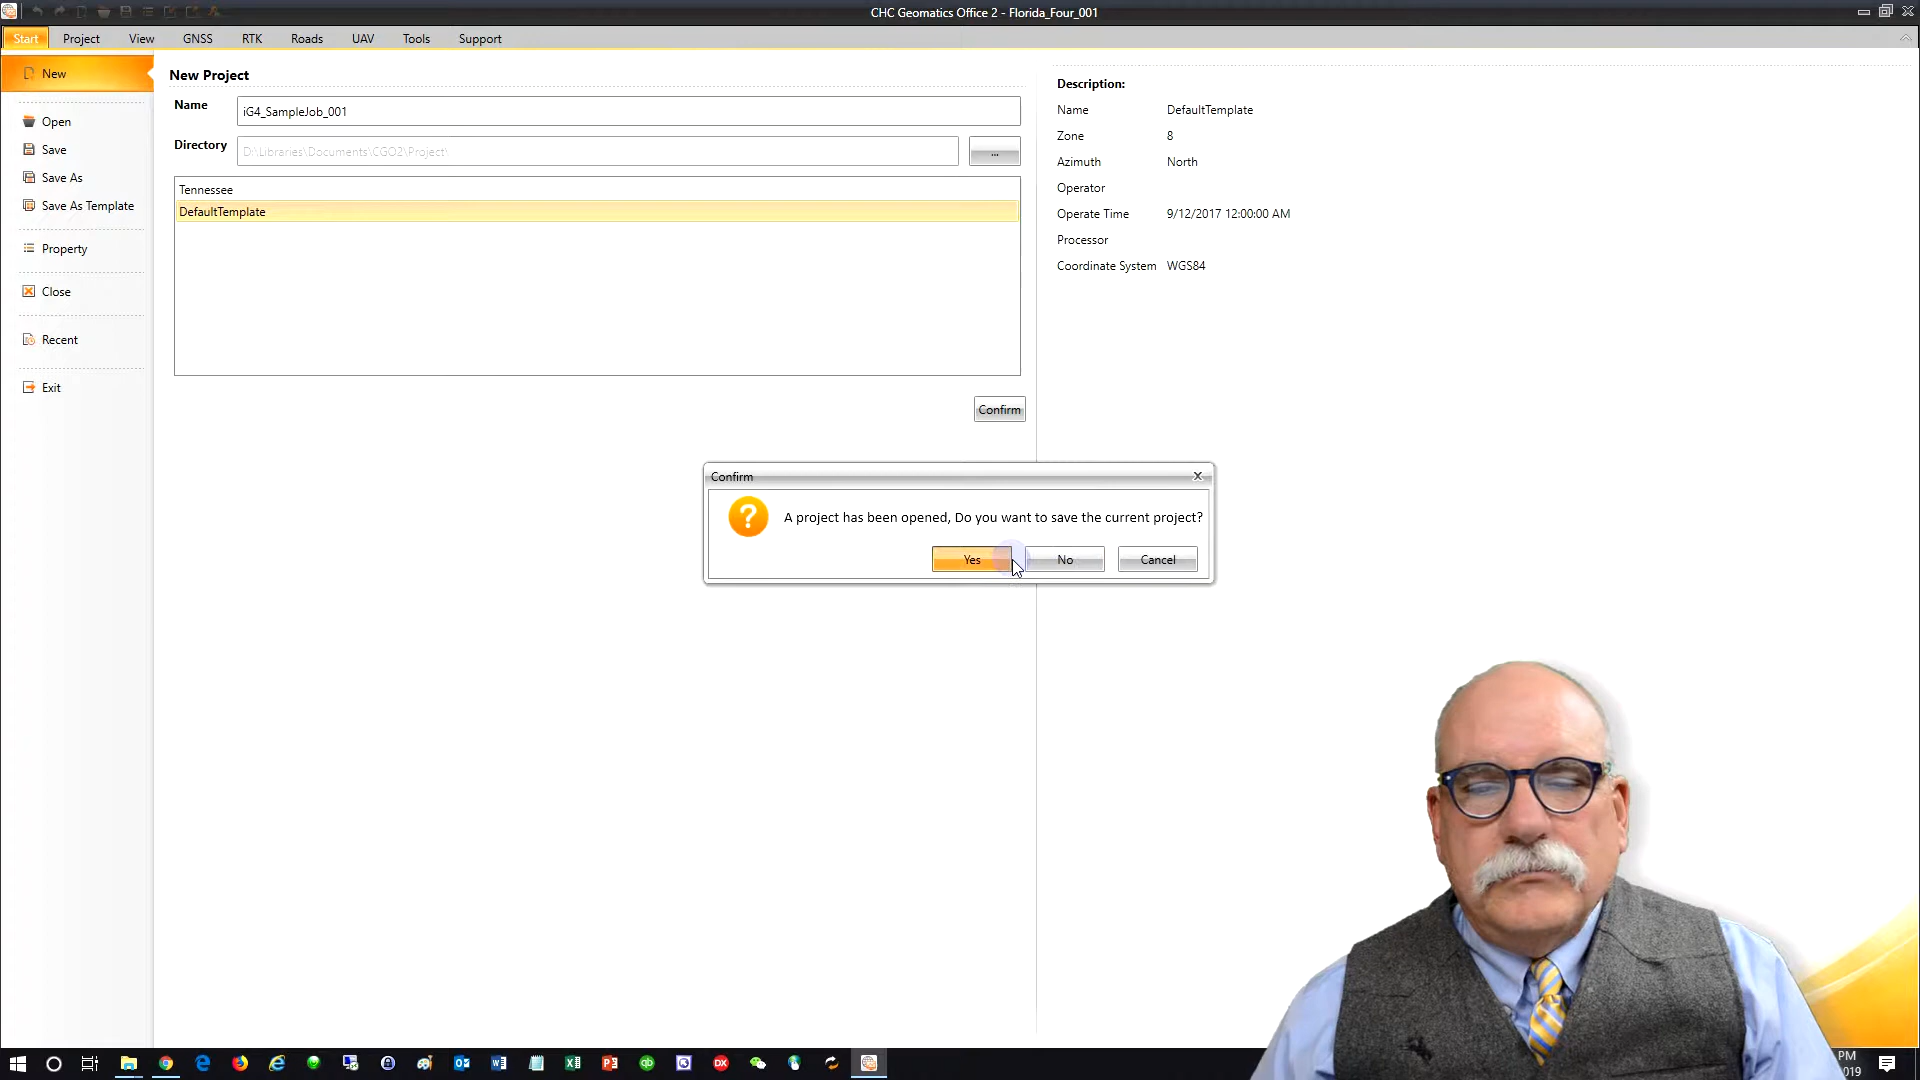 CHC Geomatics Office 2 - Florida_Four_001
Start Project View GNSS RTK Roads UAV Tools Support
New
Open
Save
Save As
Save As Template
Property
Close
Recent
Exit
New Project
Name iG4_SampleJob_001
Directory D:\Libraries\Documents\CGO2\Project\ ...
Tennessee
DefaultTemplate
Confirm
Description:
Name DefaultTemplate
Zone 8
Azimuth North
Operator
Operate Time 9/12/2017 12:00:00 AM
Processor
Coordinate System WGS84
Confirm X
? A project has been opened, Do you want to save the current project?
Yes No Cancel
PM
019